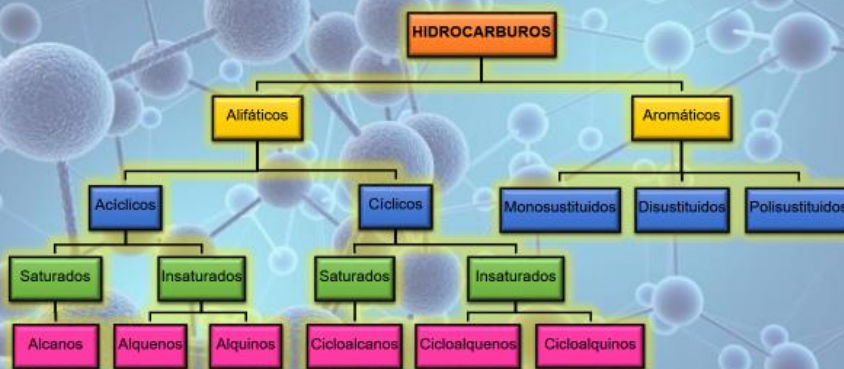 HIDROCARBUROS
Alifáticos
Aromáticos
Acíclicos
Cíclicos
Monosustituidos
Disustituidos
Polisustituidos
Saturados
Insaturados
Saturados
Insaturados
Alcanos
Alquenos
Alquinos
Cicloalcanos
Cicloalquenos
Cicloalquinos